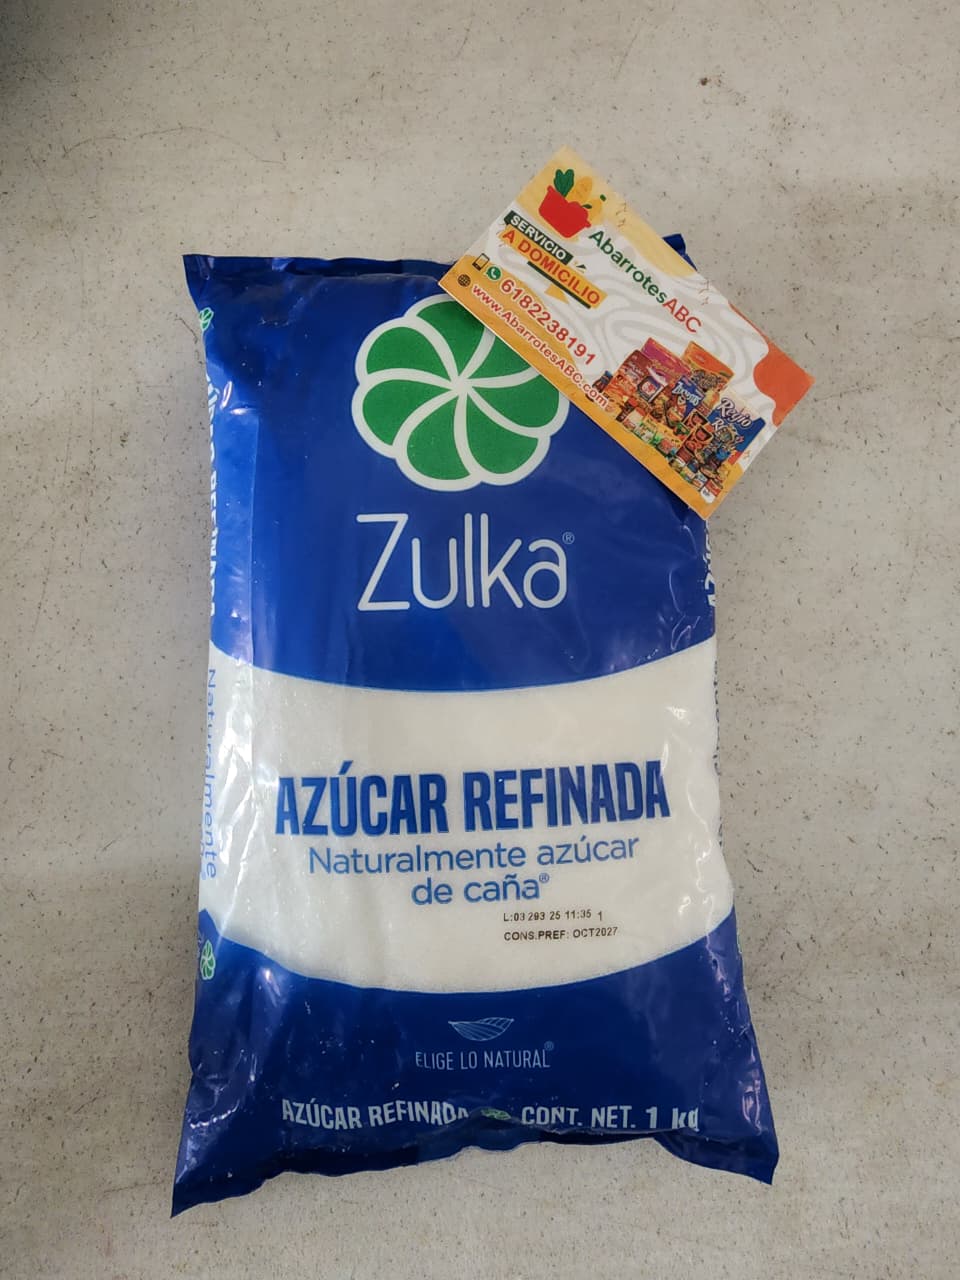 AbarrotesABC
SERVICIO
A DOMICILIO
6182238191
www.AbarrotesABC.com
Zulka®
AZÚCAR REFINADA
Naturalmente azúcar
de caña®
L:03 293 25 11:35 1
CONS.PREF: OCT2027
ELIGE LO NATURAL®
AZÚCAR REFINADA CONT. NET. 1 kg
Naturalmente